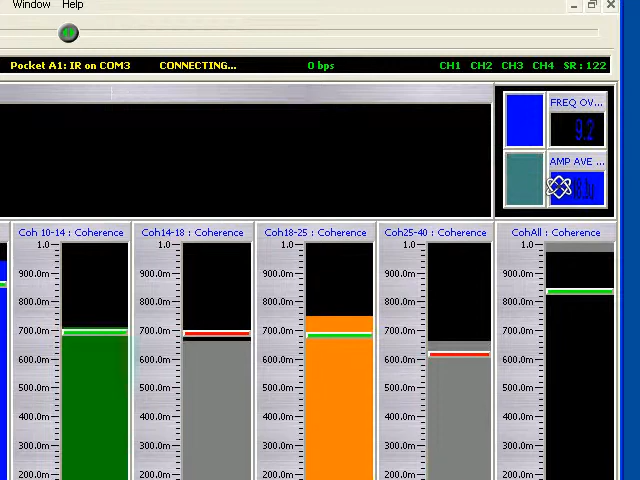 Window Help
Pocket A1: IR on COM3 CONNECTING... 0 bps CH1 CH2 CH3 CH4 SR : 122
FREQ OV...
9.2
AMP AVE ...
Coh 10-14 : Coherence Coh14-18 : Coherence Coh18-25 : Coherence Coh25-40 : Coherence CohAll : Coherence
1.0 1.0 1.0 1.0 1.0
900.0m 900.0m 900.0m 900.0m 900.0m
800.0m 800.0m 800.0m 800.0m 800.0m
700.0m 700.0m 700.0m 700.0m 700.0m
600.0m 600.0m 600.0m 600.0m 600.0m
500.0m 500.0m 500.0m 500.0m 500.0m
400.0m 400.0m 400.0m 400.0m 400.0m
300.0m 300.0m 300.0m 300.0m 300.0m
200.0m 200.0m 200.0m 200.0m 200.0m